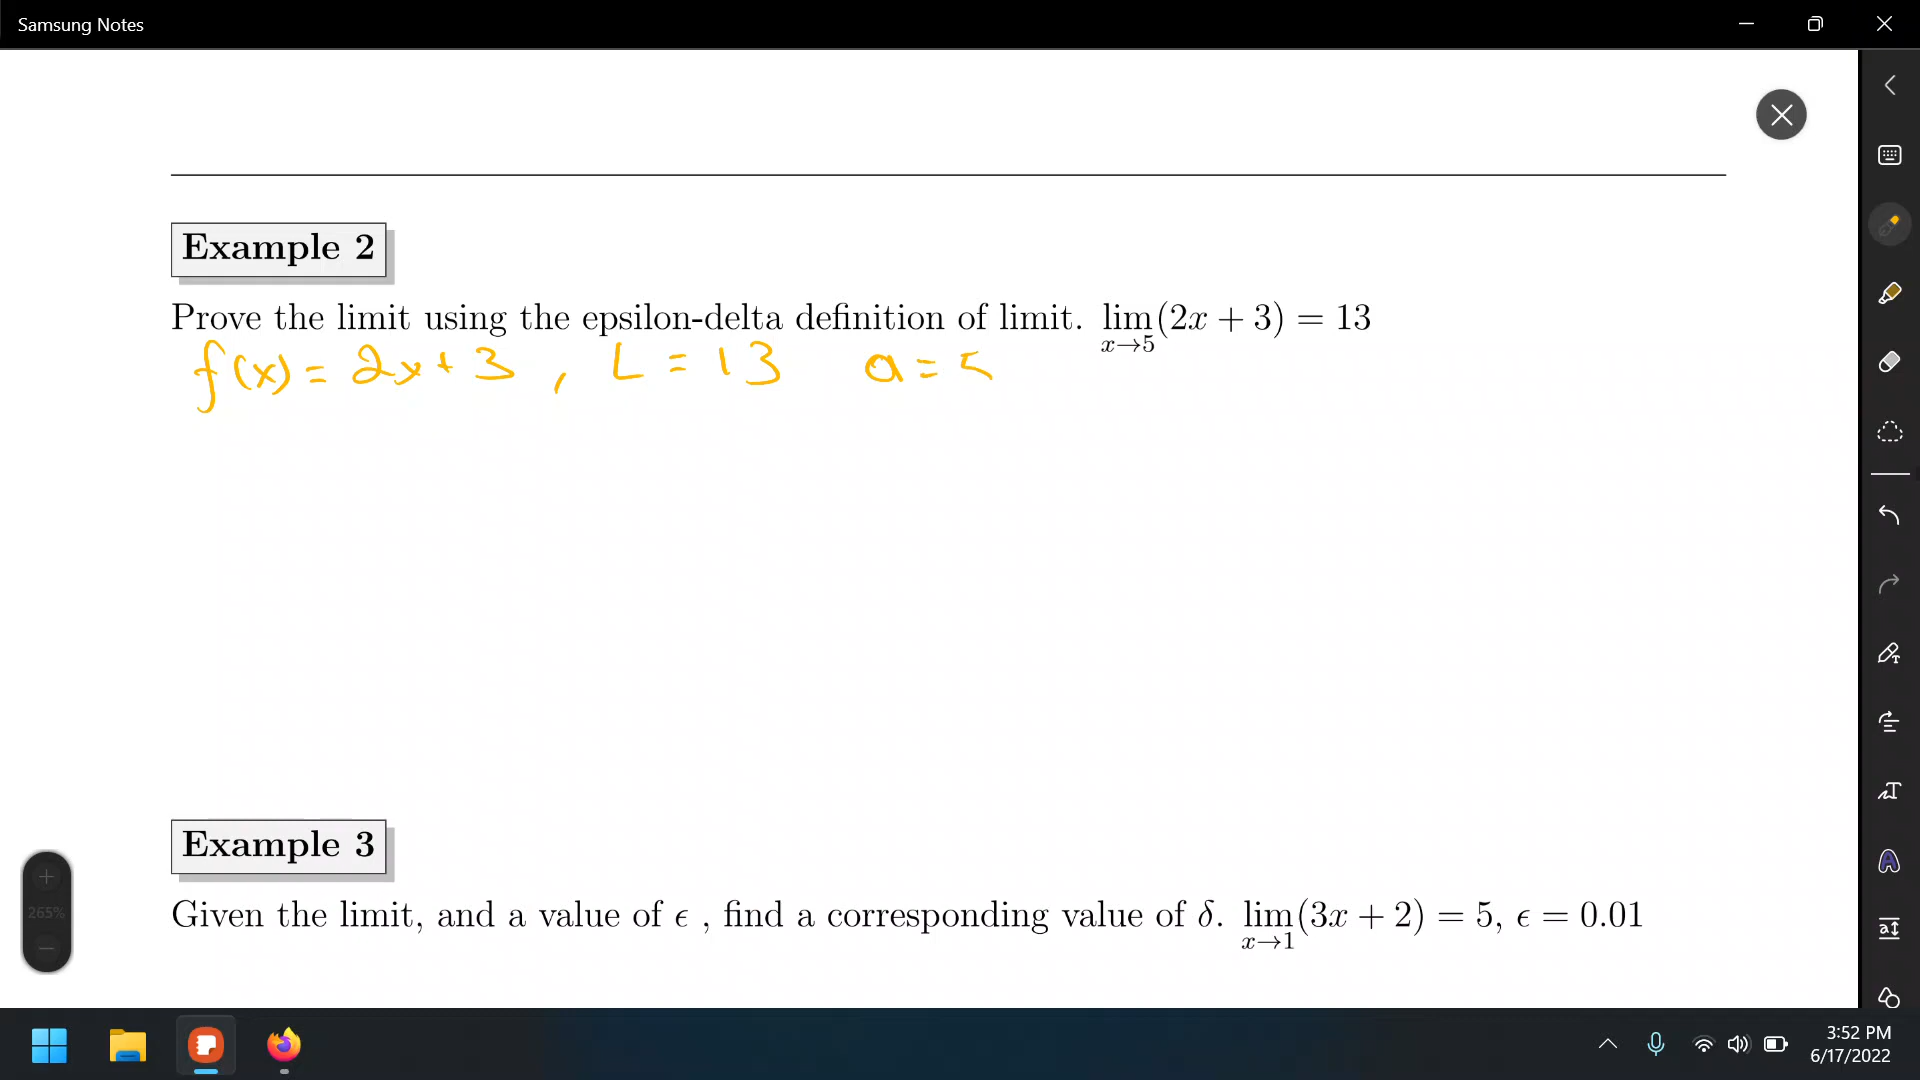 Samsung Notes
Example 2
Prove the limit using the epsilon-delta definition of limit. lim x→5 (2x + 3) = 13
f(x) = 2x + 3 , L = 13 a = 5
Example 3
Given the limit, and a value of ϵ , find a corresponding value of δ. lim x→1 (3x + 2) = 5, ϵ = 0.01
265%
3:52 PM
6/17/2022